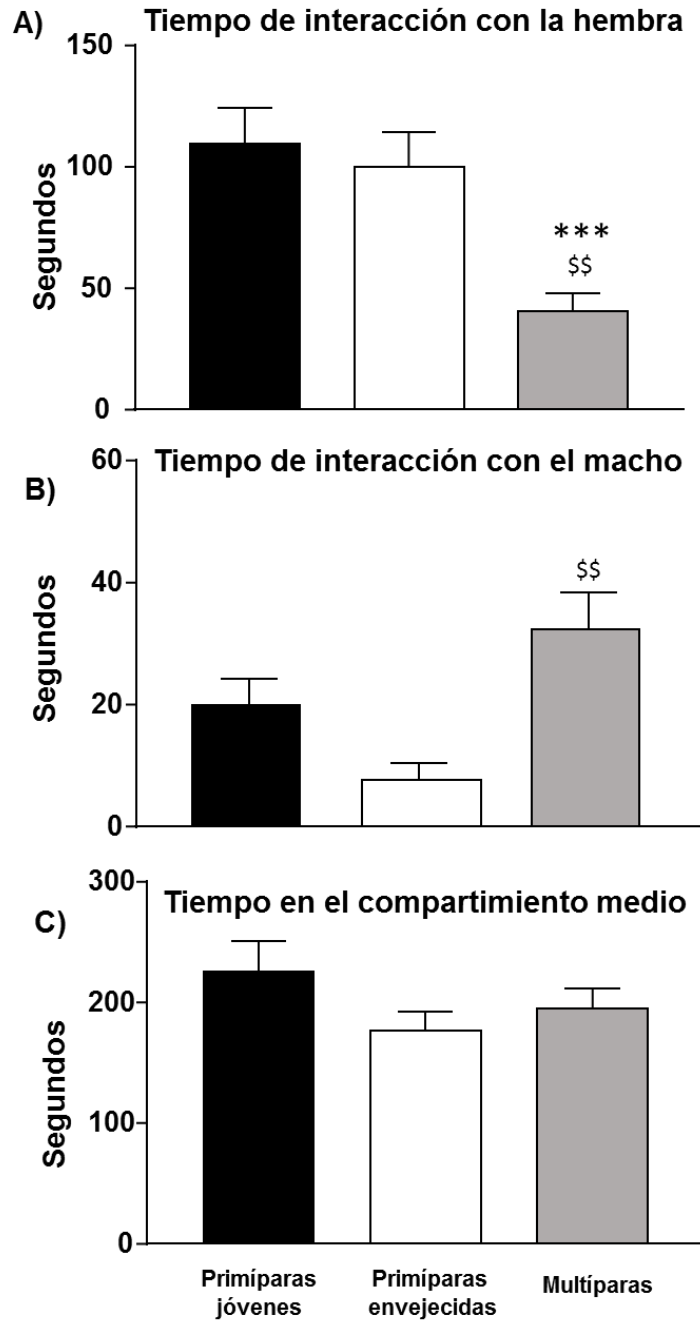 A) Tiempo de interacción con la hembra
150
100
50
0
Segundos
***
$$
B) Tiempo de interacción con el macho
60
40
20
0
Segundos
$$
C) Tiempo en el compartimiento medio
300
200
100
0
Segundos
Primíparas jóvenes
Primíparas envejecidas
Multíparas